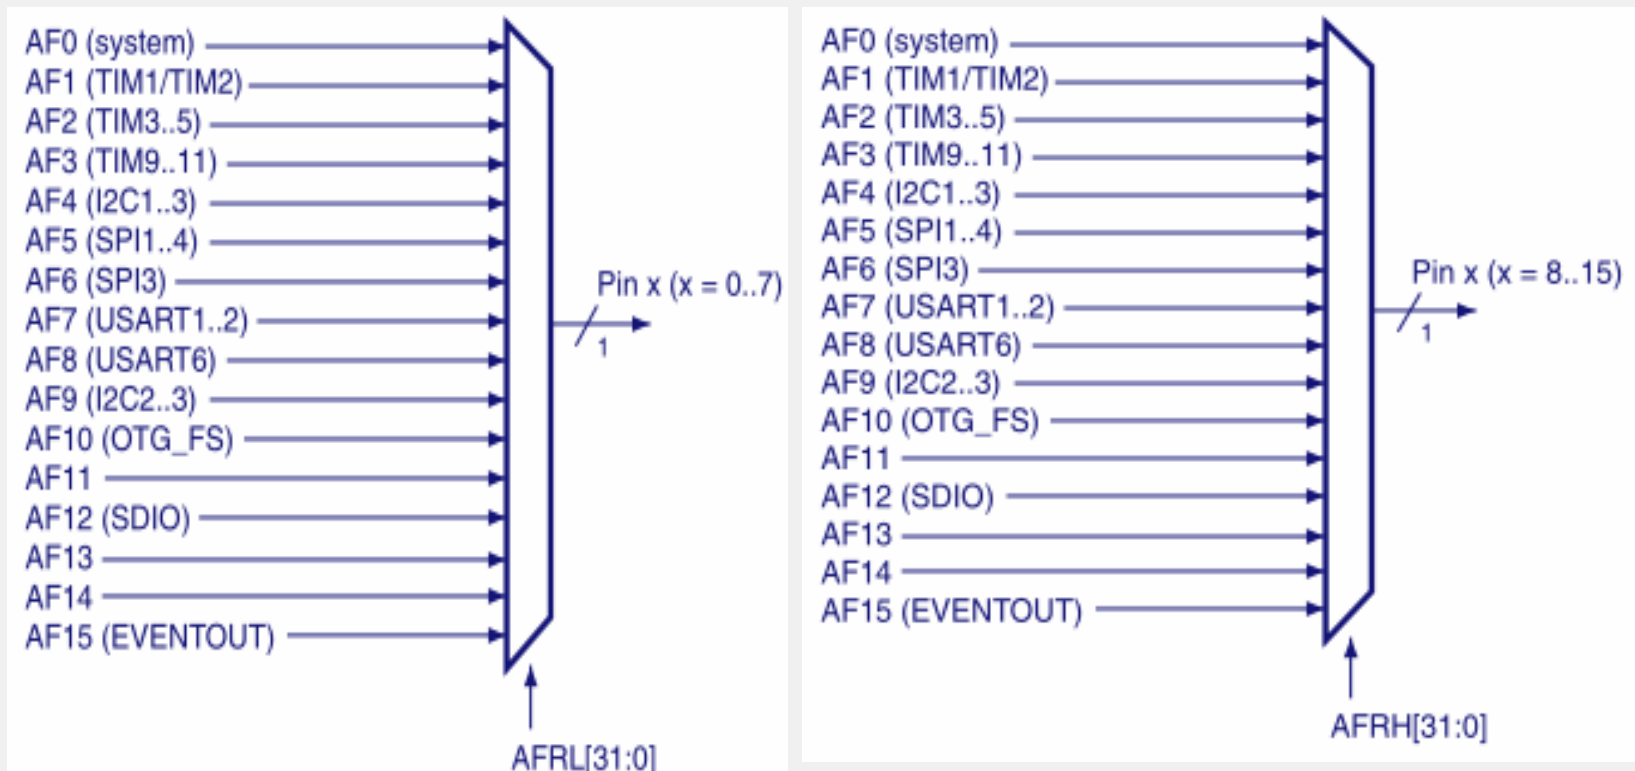 AF0 (system)
AF1 (TIM1/TIM2)
AF2 (TIM3..5)
AF3 (TIM9..11)
AF4 (I2C1..3)
AF5 (SPI1..4)
AF6 (SPI3)
AF7 (USART1..2)
AF8 (USART6)
AF9 (I2C2..3)
AF10 (OTG_FS)
AF11
AF12 (SDIO)
AF13
AF14
AF15 (EVENTOUT)
Pin x (x = 0..7)
1
AFRL[31:0]
AF0 (system)
AF1 (TIM1/TIM2)
AF2 (TIM3..5)
AF3 (TIM9..11)
AF4 (I2C1..3)
AF5 (SPI1..4)
AF6 (SPI3)
AF7 (USART1..2)
AF8 (USART6)
AF9 (I2C2..3)
AF10 (OTG_FS)
AF11
AF12 (SDIO)
AF13
AF14
AF15 (EVENTOUT)
Pin x (x = 8..15)
1
AFRH[31:0]